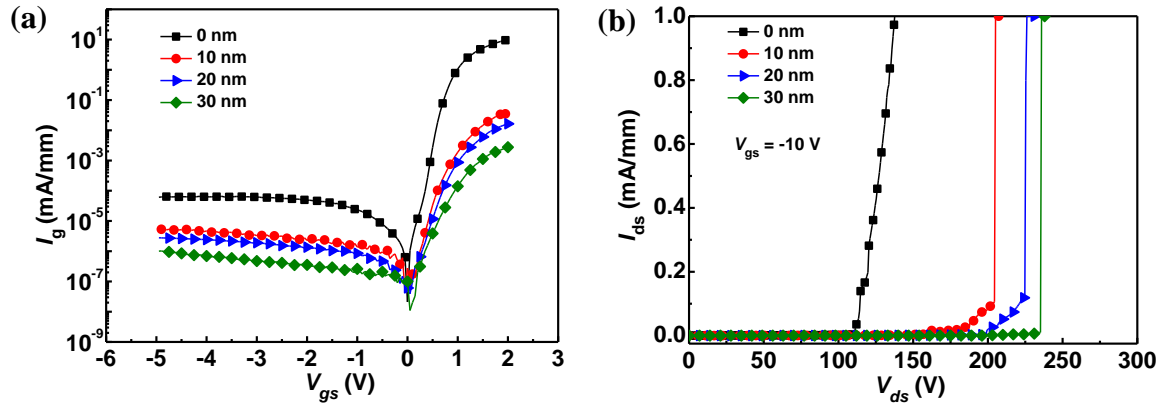 (a)
0 nm
10 nm
20 nm
30 nm
10¹
10⁻¹
10⁻³
10⁻⁵
10⁻⁷
10⁻⁹
I_g (mA/mm)
-6 -5 -4 -3 -2 -1 0 1 2 3
V_gs (V)
(b)
0 nm
10 nm
20 nm
30 nm
V_gs = -10 V
1.0
0.8
0.6
0.4
0.2
0.0
I_ds (mA/mm)
0 50 100 150 200 250 300
V_ds (V)